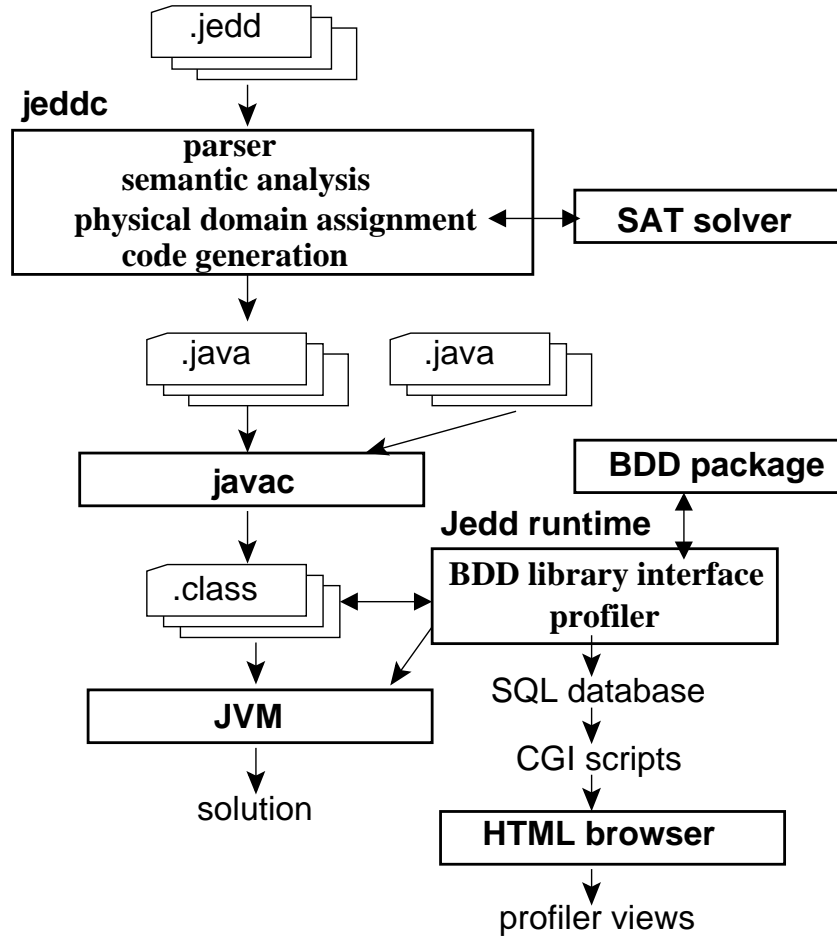 .jedd
jeddc
parser
semantic analysis
physical domain assignment
code generation
SAT solver
.java
.java
javac
BDD package
Jedd runtime
BDD library interface
profiler
.class
JVM
solution
SQL database
CGI scripts
HTML browser
profiler views